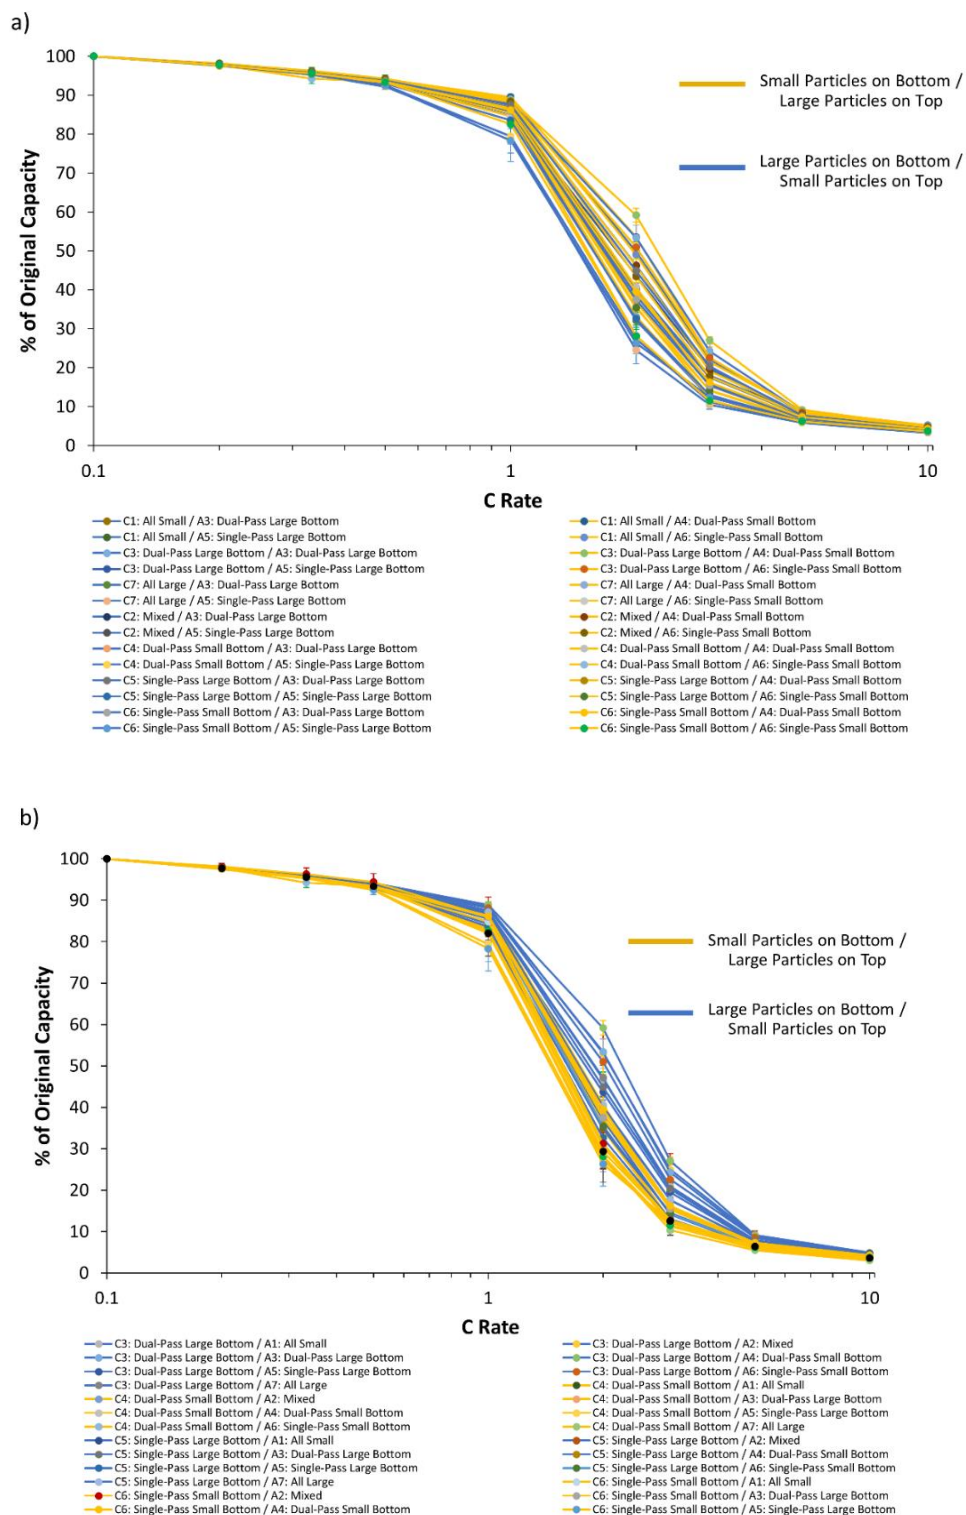 a)
100
90
80
70
60
50
40
30
20
10
0
% of Original Capacity
Small Particles on Bottom /
Large Particles on Top
Large Particles on Bottom /
Small Particles on Top
0.1
1
10
C Rate
C1: All Small / A3: Dual-Pass Large Bottom
C1: All Small / A5: Single-Pass Large Bottom
C3: Dual-Pass Large Bottom / A3: Dual-Pass Large Bottom
C3: Dual-Pass Large Bottom / A5: Single-Pass Large Bottom
C7: All Large / A3: Dual-Pass Large Bottom
C7: All Large / A5: Single-Pass Large Bottom
C2: Mixed / A3: Dual-Pass Large Bottom
C2: Mixed / A5: Single-Pass Large Bottom
C4: Dual-Pass Small Bottom / A3: Dual-Pass Large Bottom
C4: Dual-Pass Small Bottom / A5: Single-Pass Large Bottom
C5: Single-Pass Large Bottom / A3: Dual-Pass Large Bottom
C5: Single-Pass Large Bottom / A5: Single-Pass Large Bottom
C6: Single-Pass Small Bottom / A3: Dual-Pass Large Bottom
C6: Single-Pass Small Bottom / A5: Single-Pass Large Bottom
C1: All Small / A4: Dual-Pass Small Bottom
C1: All Small / A6: Single-Pass Small Bottom
C3: Dual-Pass Large Bottom / A4: Dual-Pass Small Bottom
C3: Dual-Pass Large Bottom / A6: Single-Pass Small Bottom
C7: All Large / A4: Dual-Pass Small Bottom
C7: All Large / A6: Single-Pass Small Bottom
C2: Mixed / A4: Dual-Pass Small Bottom
C2: Mixed / A6: Single-Pass Small Bottom
C4: Dual-Pass Small Bottom / A4: Dual-Pass Small Bottom
C4: Dual-Pass Small Bottom / A6: Single-Pass Small Bottom
C5: Single-Pass Large Bottom / A4: Dual-Pass Small Bottom
C5: Single-Pass Large Bottom / A6: Single-Pass Small Bottom
C6: Single-Pass Small Bottom / A4: Dual-Pass Small Bottom
C6: Single-Pass Small Bottom / A6: Single-Pass Small Bottom
b)
100
90
80
70
60
50
40
30
20
10
0
% of Original Capacity
Small Particles on Bottom /
Large Particles on Top
Large Particles on Bottom /
Small Particles on Top
0.1
1
10
C Rate
C3: Dual-Pass Large Bottom / A1: All Small
C3: Dual-Pass Large Bottom / A3: Dual-Pass Large Bottom
C3: Dual-Pass Large Bottom / A5: Single-Pass Large Bottom
C3: Dual-Pass Large Bottom / A7: All Large
C4: Dual-Pass Small Bottom / A2: Mixed
C4: Dual-Pass Small Bottom / A4: Dual-Pass Small Bottom
C4: Dual-Pass Small Bottom / A6: Single-Pass Small Bottom
C5: Single-Pass Large Bottom / A1: All Small
C5: Single-Pass Large Bottom / A3: Dual-Pass Large Bottom
C5: Single-Pass Large Bottom / A5: Single-Pass Large Bottom
C5: Single-Pass Large Bottom / A7: All Large
C6: Single-Pass Small Bottom / A2: Mixed
C6: Single-Pass Small Bottom / A4: Dual-Pass Small Bottom
C3: Dual-Pass Large Bottom / A2: Mixed
C3: Dual-Pass Large Bottom / A4: Dual-Pass Small Bottom
C3: Dual-Pass Large Bottom / A6: Single-Pass Small Bottom
C4: Dual-Pass Small Bottom / A1: All Small
C4: Dual-Pass Small Bottom / A3: Dual-Pass Large Bottom
C4: Dual-Pass Small Bottom / A5: Single-Pass Large Bottom
C4: Dual-Pass Small Bottom / A7: All Large
C5: Single-Pass Large Bottom / A2: Mixed
C5: Single-Pass Large Bottom / A4: Dual-Pass Small Bottom
C5: Single-Pass Large Bottom / A6: Single-Pass Small Bottom
C6: Single-Pass Small Bottom / A1: All Small
C6: Single-Pass Small Bottom / A3: Dual-Pass Large Bottom
C6: Single-Pass Small Bottom / A5: Single-Pass Large Bottom